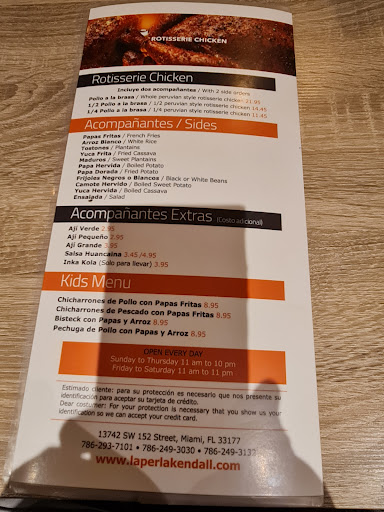 ROTISSERIE CHICKEN
Rotisserie Chicken
Incluye dos acompañantes / With 2 side orders
Pollo a la brasa / Whole peruvian style rotisserie chicken 21.95
1/2 Pollo a la brasa / 1/2 peruvian style rotisserie chicken 14.45
1/4 Pollo a la brasa / 1/4 peruvian style rotisserie chicken 11.45
Acompañantes / Sides
Papas Fritas / French Fries
Arroz Blanco / White Rice
Tostones / Plantains
Yuca Frita / Fried Cassava
Maduros / Sweet Plantains
Papa Hervida / Boiled Potato
Papa Dorada / Fried Potato
Frijoles Negros o Blancos / Black or White Beans
Camote Hervido / Boiled Sweet Potato
Yuca Hervida / Boiled Cassava
Ensalada / Salad
Acompañantes Extras (Costo adicional)
Ají Verde 2.95
Ají Pequeño 2.95
Ají Grande 3.95
Salsa Huancaina 3.45 /4.95
Inka Kola (Solo para llevar) 3.95
Kids Menu
Chicharrones de Pollo con Papas Fritas 8.95
Chicharrones de Pescado con Papas Fritas 8.95
Bisteck con Papas y Arroz 8.95
Pechuga de Pollo con Papas y Arroz 8.95
OPEN EVERY DAY
Sunday to Thursday 11 am to 10 pm
Friday to Saturday 11 am to 11 pm
Estimado cliente: para su protección es necesario que nos presente su
identificación para aceptar su tarjeta de crédito.
Dear costumer: For your protection is necessary that you show us your
identification so we can accept your credit card.
13742 SW 152 Street, Miami, FL 33177
786-293-7101 • 786-249-3030 • 786-249-3132
www.laperlakendall.com